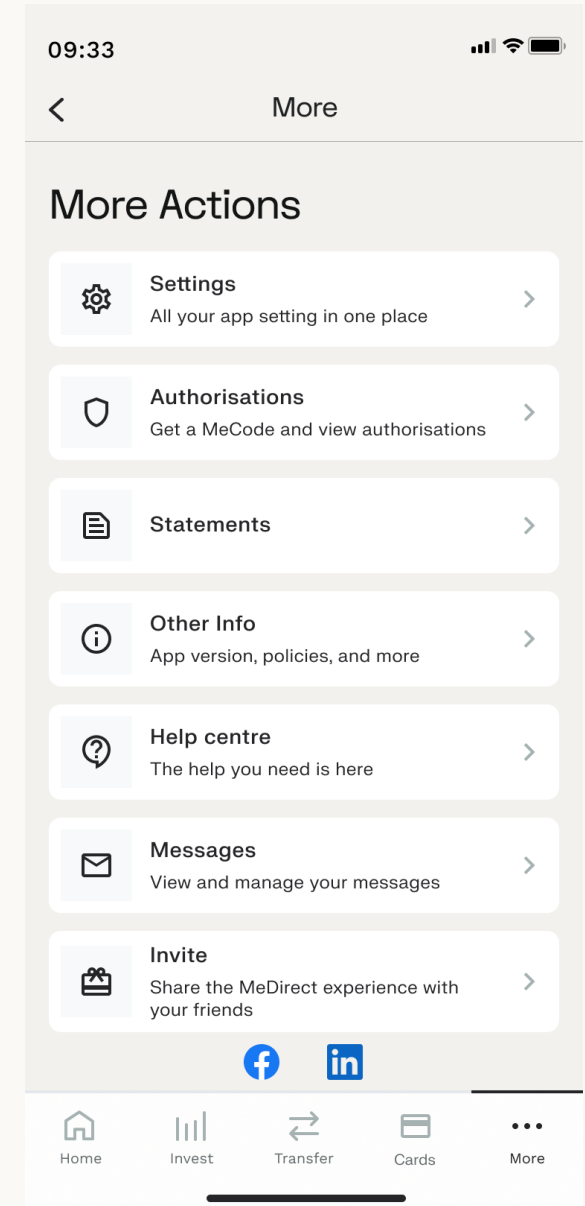 09:33
More
More Actions
Settings
All your app setting in one place
Authorisations
Get a MeCode and view authorisations
Statements
Other Info
App version, policies, and more
Help centre
The help you need is here
Messages
View and manage your messages
Invite
Share the MeDirect experience with
your friends
in
Home
Invest
Transfer
Cards
More